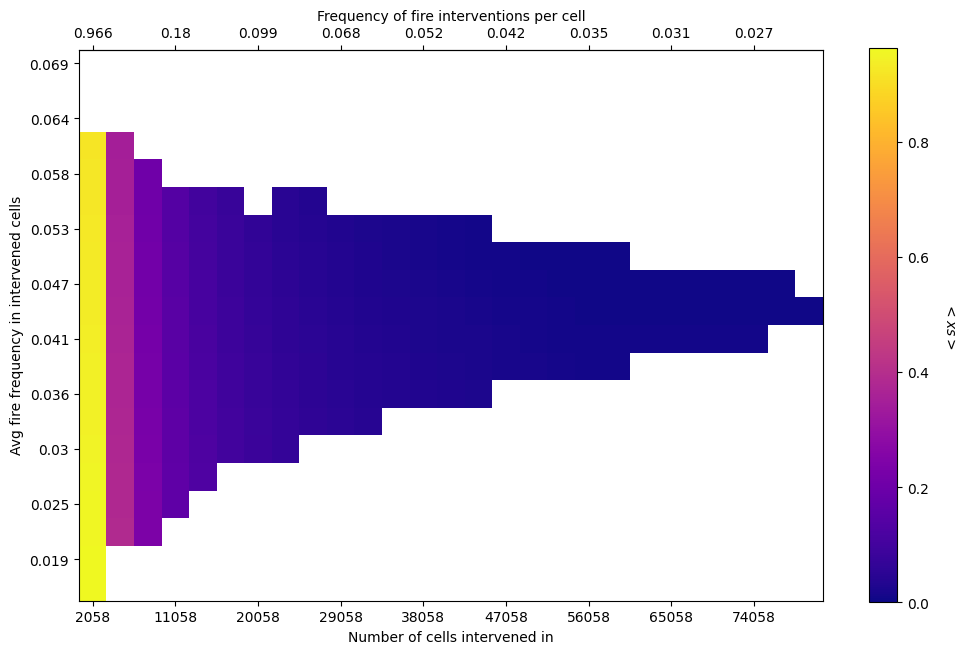 Frequency of fire interventions per cell
0.966 0.18 0.099 0.068 0.052 0.042 0.035 0.031 0.027
Avg fire frequency in intervened cells
0.069
0.064
0.058
0.053
0.047
0.041
0.036
0.03
0.025
0.019
2058 11058 20058 29058 38058 47058 56058 65058 74058
Number of cells intervened in
0.8
0.6
0.4
0.2
0.0
< sx >